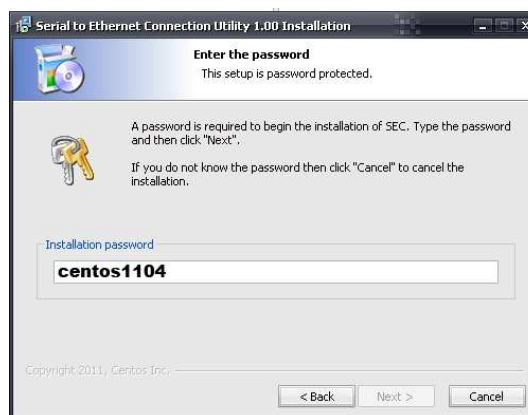 Serial to Ethernet Connection Utility 1.00 Installation
Enter the password
This setup is password protected.
A password is required to begin the installation of SEC. Type the password
and then click "Next".
If you do not know the password then click "Cancel" to cancel the
installation.
Installation password
centos1104
Copyright 2011, Centos Inc.
< Back Next > Cancel